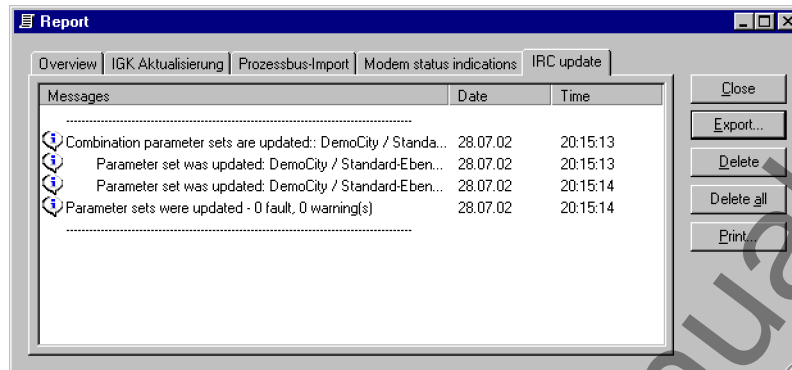 Report
Overview IGK Aktualisierung Prozessbus-Import Modem status indications IRC update
Messages Date Time
Combination parameter sets are updated:: DemoCity / Standa... 28.07.02 20:15:13
Parameter set was updated: DemoCity / Standard-Eben... 28.07.02 20:15:13
Parameter set was updated: DemoCity / Standard-Eben... 28.07.02 20:15:14
Parameter sets were updated - 0 fault, 0 warning(s) 28.07.02 20:15:14
Close
Export...
Delete
Delete all
Print...